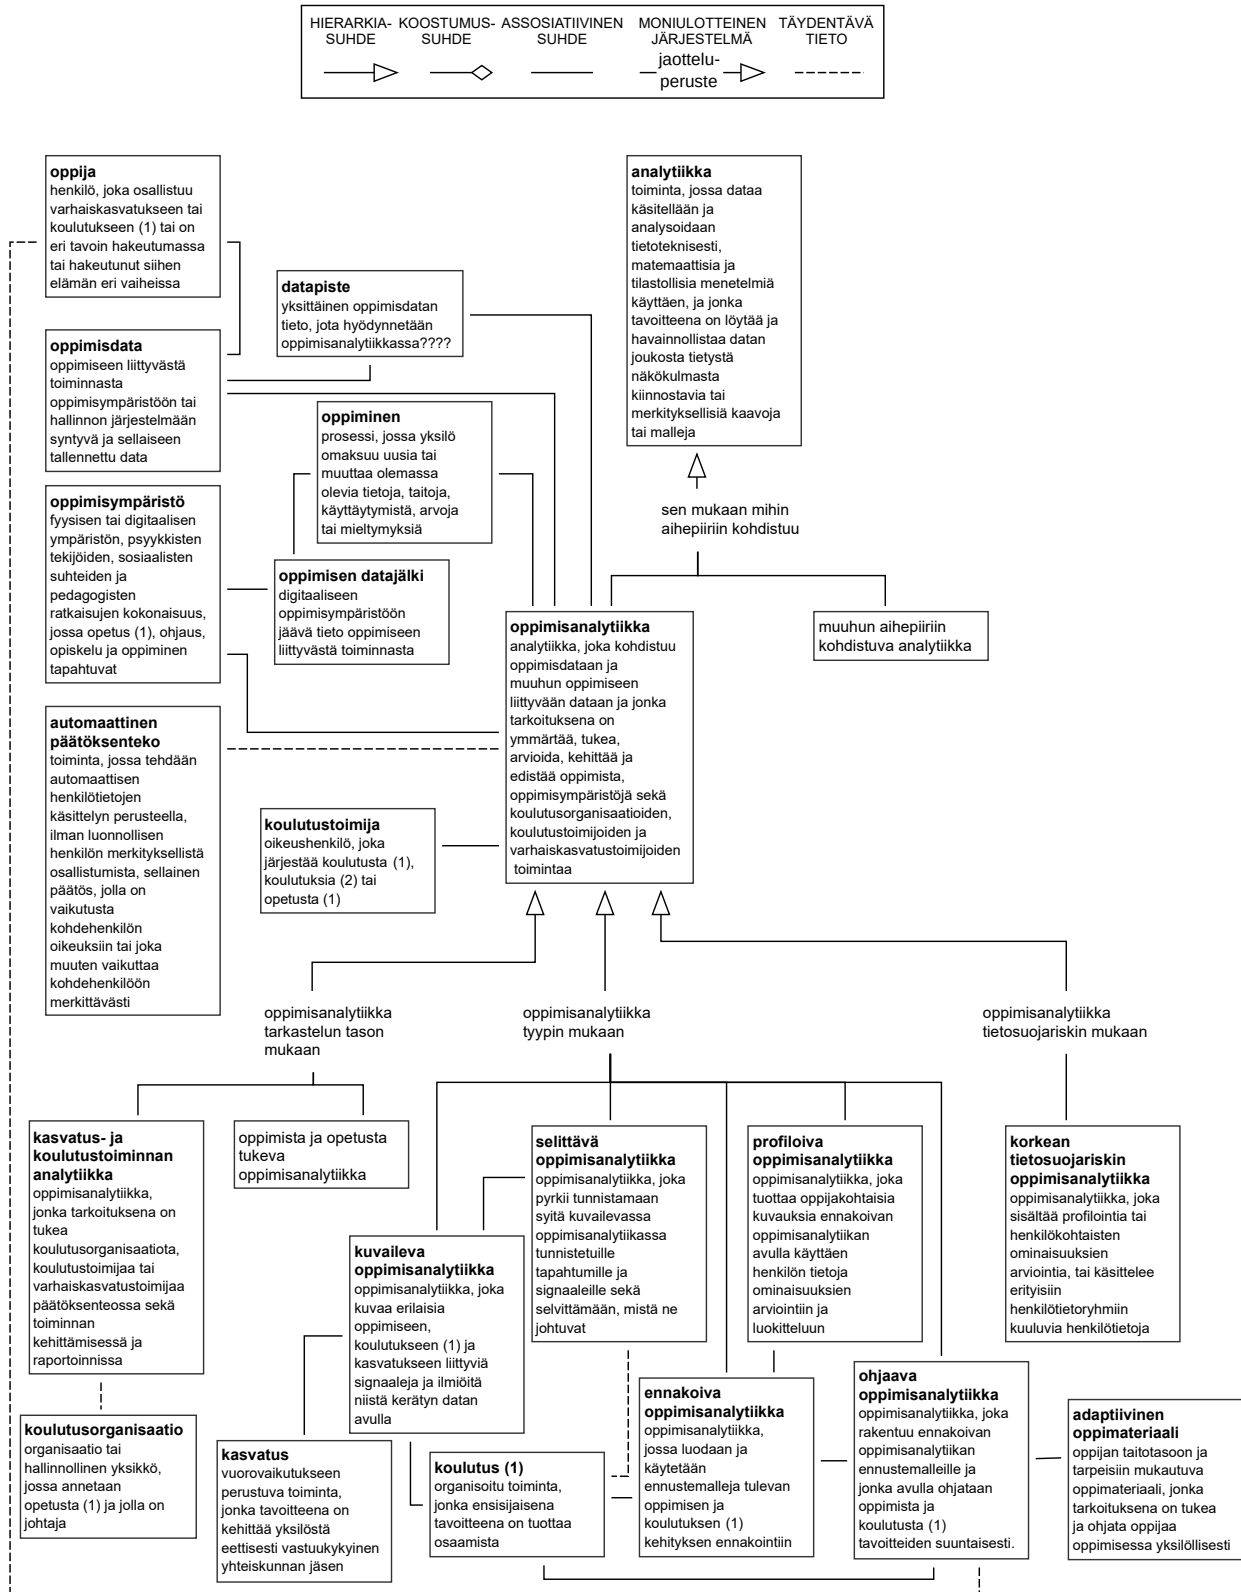 HIERARKIA-
SUHDE
KOOSTUMUS-
SUHDE
ASSOSIATIIVINEN
SUHDE
MONIULOTTEINEN
JÄRJESTELMÄ
jaottelu-
peruste
TÄYDENTÄVÄ
TIETO
oppija
henkilö, joka osallistuu
varhaiskasvatukseen tai
koulutukseen (1) tai on
eri tavoin hakeutumassa
tai hakeutunut siihen
elämän eri vaiheissa
analytiikka
toiminta, jossa dataa
käsitellään ja
analysoidaan
tietoteknisesti,
matemaattisia ja
tilastollisia menetelmiä
käyttäen, ja jonka
tavoitteena on löytää ja
havainnollistaa datan
joukosta tietystä
näkökulmasta
kiinnostavia tai
merkityksellisiä kaavoja
tai malleja
datapiste
yksittäinen oppimisdatan
tieto, jota hyödynnetään
oppimisanalytiikkassa????
oppimisdata
oppimiseen liittyvästä
toiminnasta
oppimisympäristöön tai
hallinnon järjestelmään
syntyvä ja sellaiseen
tallennettu data
oppiminen
prosessi, jossa yksilö
omaksuu uusia tai
muuttaa olemassa
olevia tietoja, taitoja,
käyttäytymistä, arvoja
tai mieltymyksiä
sen mukaan mihin
aihepiiriin kohdistuu
oppimisympäristö
fyysisen tai digitaalisen
ympäristön, psyykkisten
tekijöiden, sosiaalisten
suhteiden ja
pedagogisten
ratkaisujen kokonaisuus,
jossa opetus (1), ohjaus,
opiskelu ja oppiminen
tapahtuvat
oppimisen datajälki
digitaaliseen
oppimisympäristöön
jäävä tieto oppimiseen
liittyvästä toiminnasta
oppimisanalytiikka
analytiikka, joka kohdistuu
oppimisdataan ja
muuhun oppimiseen
liittyvään dataan ja jonka
tarkoituksena on
ymmärtää, tukea,
arvioida, kehittää ja
edistää oppimista,
oppimisympäristöjä sekä
koulutusorganisaatioiden,
koulutustoimijoiden ja
varhaiskasvatustoimijoiden
toimintaa
muuhun aihepiiriin
kohdistuva analytiikka
automaattinen
päätöksenteko
toiminta, jossa tehdään
automaattisen
henkilötietojen
käsittelyn perusteella,
ilman luonnollisen
henkilön merkityksellistä
osallistumista, sellainen
päätös, jolla on
vaikutusta
kohdehenkilön
oikeuksiin tai joka
muuten vaikuttaa
kohdehenkilöön
merkittävästi
koulutustoimija
oikeushenkilö, joka
järjestää koulutusta (1),
koulutuksia (2) tai
opetusta (1)
oppimisanalytiikka
tarkastelun tason
mukaan
oppimisanalytiikka
tyypin mukaan
oppimisanalytiikka
tietosuojariskin mukaan
kasvatus- ja
koulutustoiminnan
analytiikka
oppimisanalytiikka,
jonka tarkoituksena on
tukea
koulutusorganisaatiota,
koulutustoimijaa tai
varhaiskasvatustoimijaa
päätöksenteossa sekä
toiminnan
kehittämisessä ja
raportoinnissa
oppimista ja opetusta
tukeva
oppimisanalytiikka
selittävä
oppimisanalytiikka
oppimisanalytiikka, joka
pyrkii tunnistamaan
syitä kuvailevassa
oppimisanalytiikassa
tunnistetuille
tapahtumille ja
signaaleille sekä
selvittämään, mistä ne
johtuvat
profiloiva
oppimisanalytiikka
oppimisanalytiikka, joka
tuottaa oppijakohtaisia
kuvauksia ennakoivan
oppimisanalytiikan
avulla käyttäen
henkilön tietoja
ominaisuuksien
arviointiin ja
luokitteluun
korkean
tietosuojariskin
oppimisanalytiikka
oppimisanalytiikka, joka
sisältää profilointia tai
henkilökohtaisten
ominaisuuksien
arviointia, tai käsittelee
erityisiin
henkilötietoryhmiin
kuuluvia henkilötietoja
kuvaileva
oppimisanalytiikka
oppimisanalytiikka, joka
kuvaa erilaisia
oppimiseen,
koulutukseen (1) ja
kasvatukseen liittyviä
signaaleja ja ilmiöitä
niistä kerätyn datan
avulla
ennakoiva
oppimisanalytiikka
oppimisanalytiikka,
jossa luodaan ja
käytetään
ennustemalleja tulevan
oppimisen ja
koulutuksen (1)
kehityksen ennakointiin
ohjaava
oppimisanalytiikka
oppimisanalytiikka, joka
rakentuu ennakoivan
oppimisanalytiikan
ennustemalleille ja
jonka avulla ohjataan
oppimista ja
koulutusta (1)
tavoitteiden suuntaisesti.
adaptiivinen
oppimateriaali
oppijan taitotasoon ja
tarpeisiin mukautuva
oppimateriaali, jonka
tarkoituksena on tukea
ja ohjata oppijaa
oppimisessa yksilöllisesti
koulutusorganisaatio
organisaatio tai
hallinnollinen yksikkö,
jossa annetaan
opetusta (1) ja jolla on
johtaja
kasvatus
vuorovaikutukseen
perustuva toiminta,
jonka tavoitteena on
kehittää yksilöstä
eettisesti vastuukykyinen
yhteiskunnan jäsen
koulutus (1)
organisoitu toiminta,
jonka ensisijaisena
tavoitteena on tuottaa
osaamista